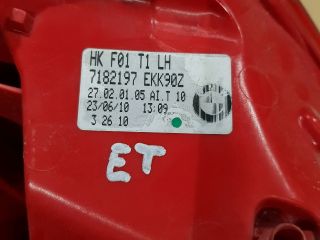 HK F01 T1 LH
7182197 EKK90Z
27.02.01.05 AI.T 10
23/06/10 13:09
3 26.10
ET